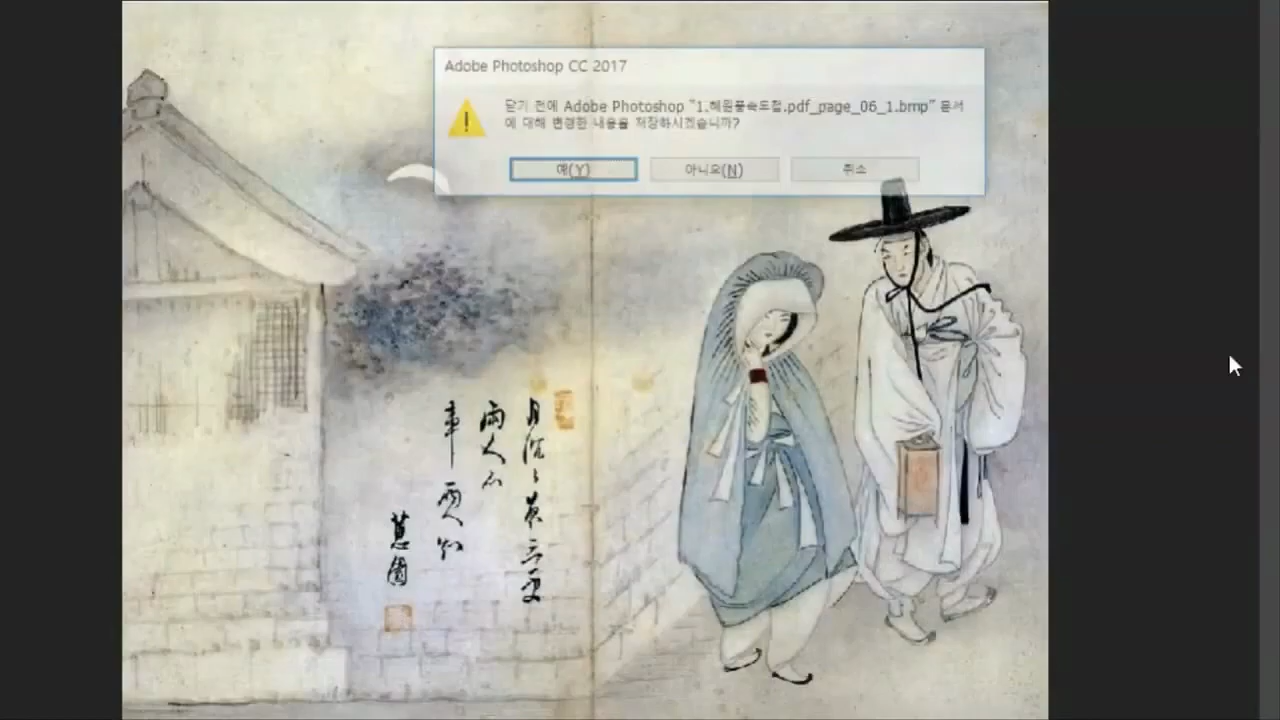 Adobe Photoshop CC 2017
닫기 전에 Adobe Photoshop "1.혜원풍속도첩.pdf_page_06_1.bmp" 문서
에 대해 변경한 내용을 저장하시겠습니까?
예(Y)
아니요(N)
취소
月沈沈夜三更
兩人心
事兩人知
蕙園